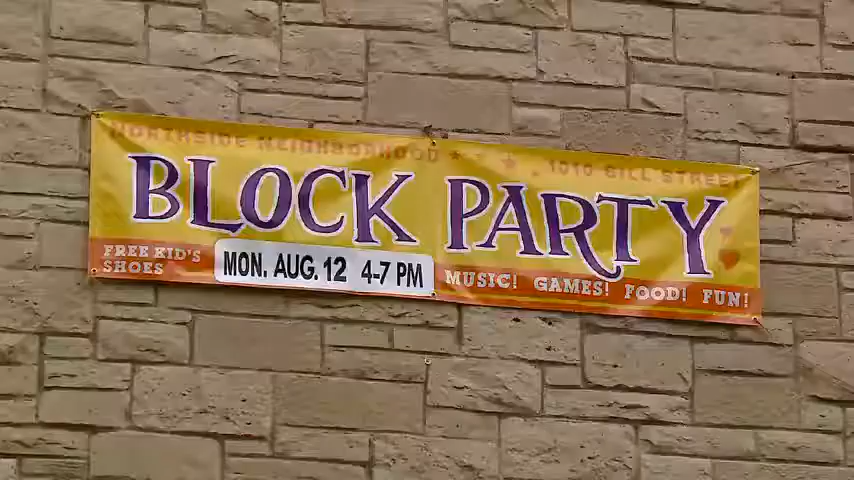 NORTHSIDE NEIGHBORHOOD 1010 GILL STREET
BLOCK PARTY
FREE KID'S SHOES
MON. AUG. 12 4-7 PM
MUSIC! GAMES! FOOD! FUN!